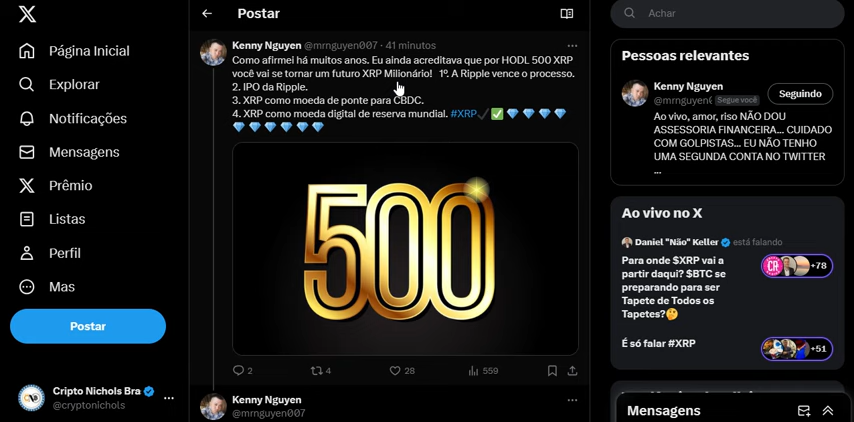 Postar
Página Inicial
Explorar
Notificações
Mensagens
Prêmio
Listas
Perfil
Mas
Postar
Cripto Nichols Bra
@cryptonichols
Kenny Nguyen @mrnguyen007 · 41 minutos
Como afirmei há muitos anos. Eu ainda acreditava que por HODL 500 XRP
você vai se tornar um futuro XRP Milionário! 1º. A Ripple vence o processo.
2. IPO da Ripple.
3. XRP como moeda de ponte para CBDC.
4. XRP como moeda digital de reserva mundial. #XRP
500
2
4
28
559
Kenny Nguyen
@mrnguyen007
Achar
Pessoas relevantes
Kenny Nguyen
@mrnguyen Segue você
Seguindo
Ao vivo, amor, riso NÃO DOU
ASSESSORIA FINANCEIRA... CUIDADO
COM GOLPISTAS... EU NÃO TENHO
UMA SEGUNDA CONTA NO TWITTER
...
Ao vivo no X
Daniel "Não" Keller está falando
Para onde $XRP vai a
partir daqui? $BTC se
preparando para ser
Tapete de Todos os
Tapetes?
+78
É só falar #XRP
+51
Mensagens